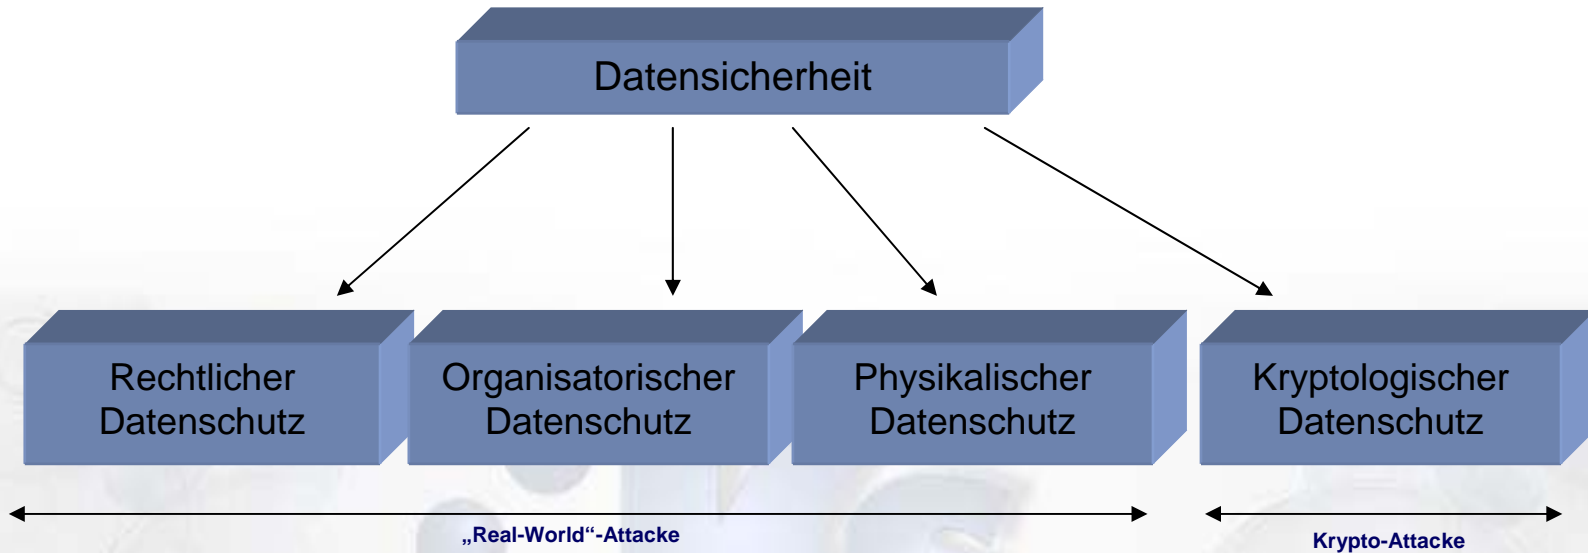 Datensicherheit
Rechtlicher
Datenschutz
Organisatorischer
Datenschutz
Physikalischer
Datenschutz
Kryptologischer
Datenschutz
„Real-World“-Attacke
Krypto-Attacke